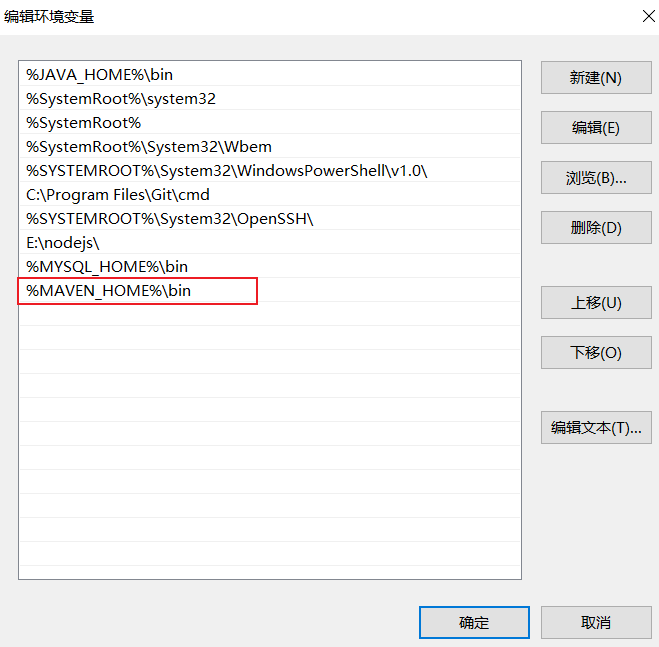 编辑环境变量
%JAVA_HOME%\bin
%SystemRoot%\system32
%SystemRoot%
%SystemRoot%\System32\Wbem
%SYSTEMROOT%\System32\WindowsPowerShell\v1.0\
C:\Program Files\Git\cmd
%SYSTEMROOT%\System32\OpenSSH\
E:\nodejs\
%MYSQL_HOME%\bin
%MAVEN_HOME%\bin
新建(N)
编辑(E)
浏览(B)...
删除(D)
上移(U)
下移(O)
编辑文本(T)...
确定
取消